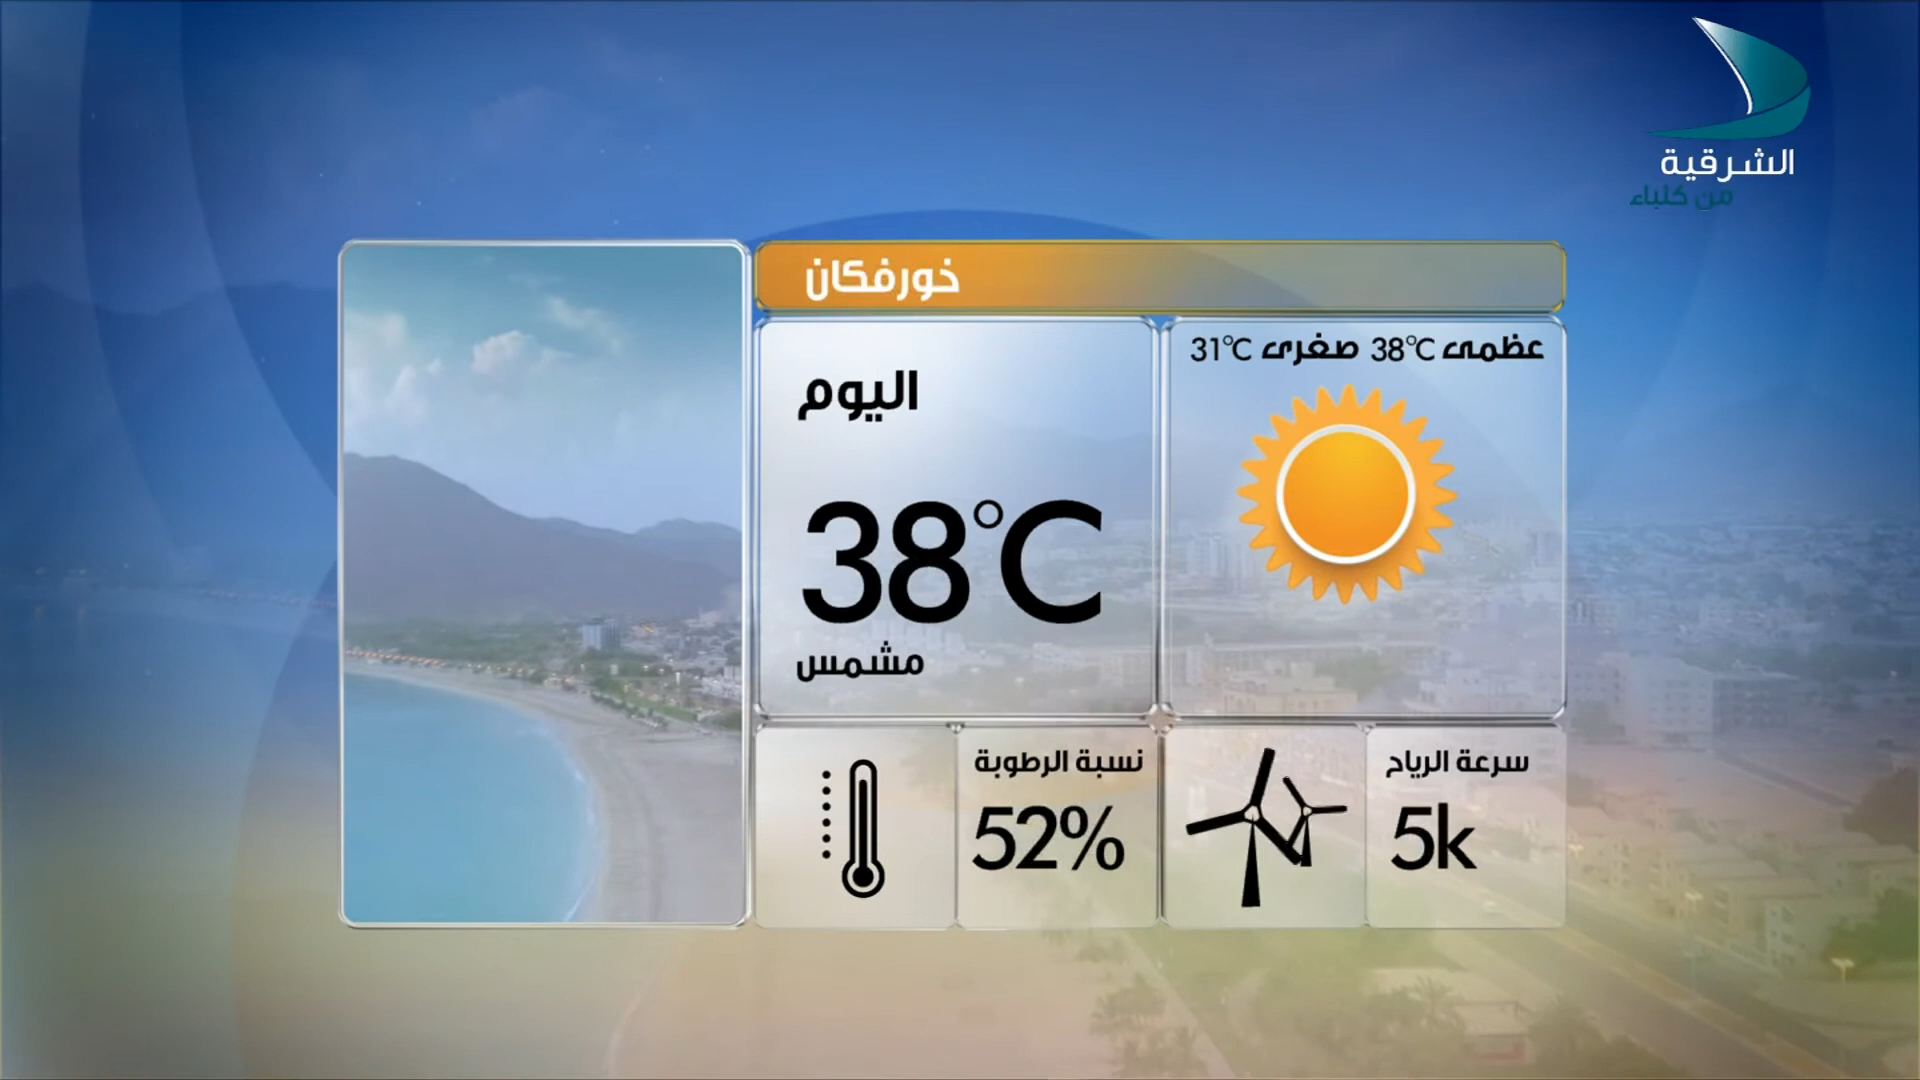 الشرقية
من كلباء
خورفكان
اليوم
38°C
مشمس
عظمى 38°C صغرى 31°C
نسبة الرطوبة
52%
سرعة الرياح
5k